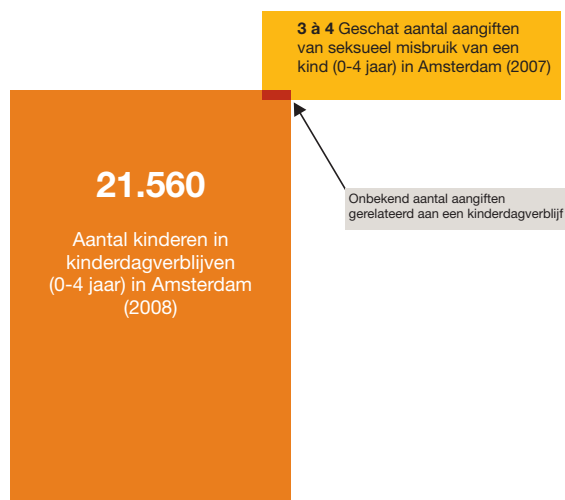 3 à 4 Geschat aantal aangiften
van seksueel misbruik van een
kind (0-4 jaar) in Amsterdam (2007)
21.560
Aantal kinderen in
kinderdagverblijven
(0-4 jaar) in Amsterdam
(2008)
Onbekend aantal aangiften
gerelateerd aan een kinderdagverblijf